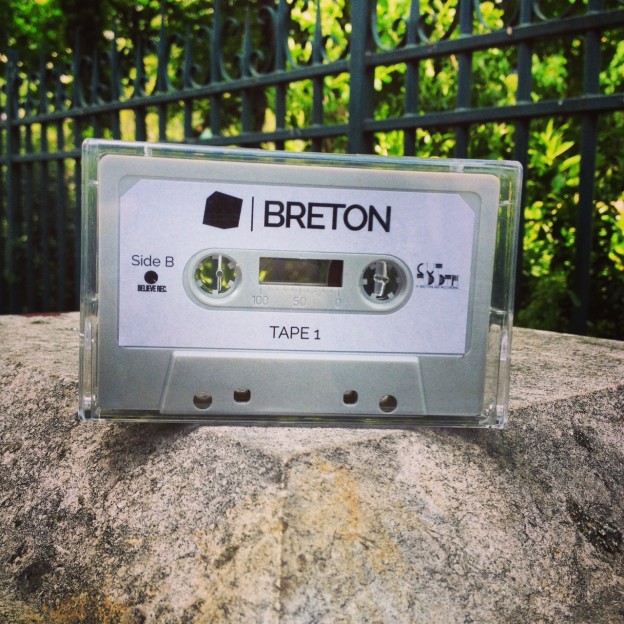 BRETON
Side B
BELIEVE REC.
100 50 0
TAPE 1